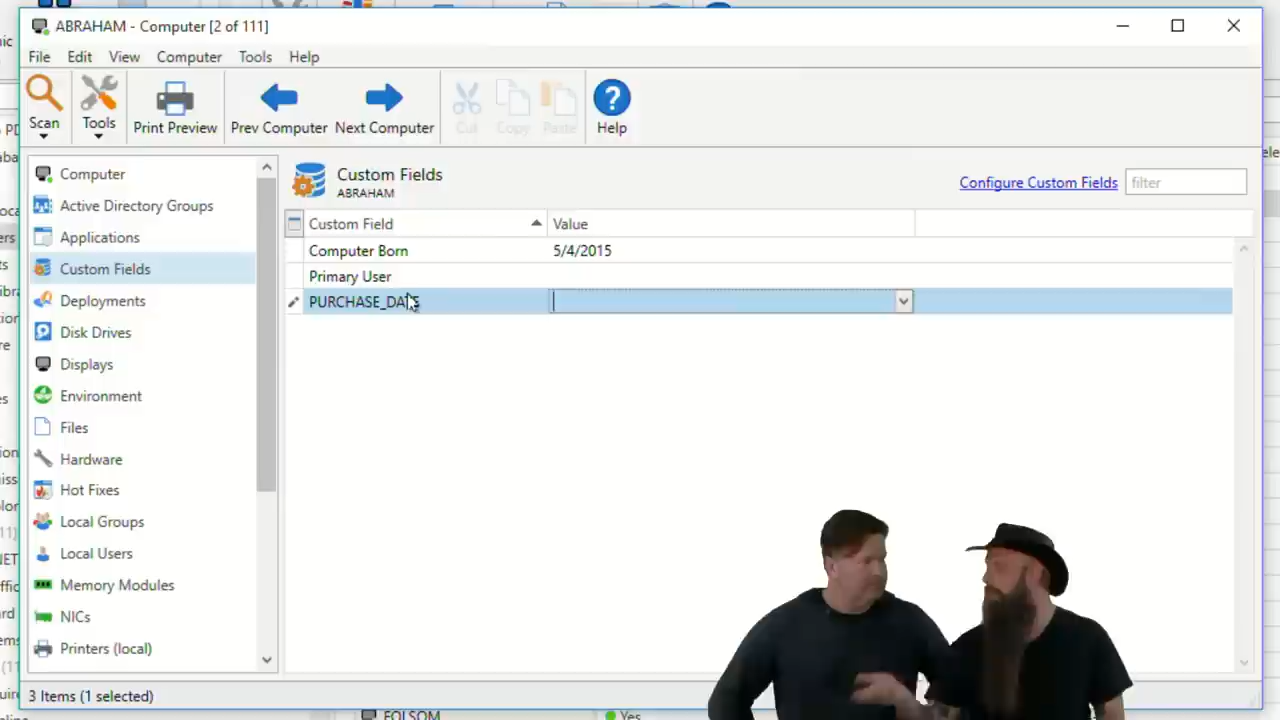 ABRAHAM - Computer [2 of 111]
File Edit View Computer Tools Help
Scan Tools Print Preview Prev Computer Next Computer Cut Copy Paste Help
Computer
Active Directory Groups
Applications
Custom Fields
Deployments
Disk Drives
Displays
Environment
Files
Hardware
Hot Fixes
Local Groups
Local Users
Memory Modules
NICs
Printers (local)
Custom Fields
ABRAHAM
Configure Custom Fields
filter
Custom Field Value
Computer Born 5/4/2015
Primary User
PURCHASE_DATE
3 Items (1 selected)
FOLSOM Yes